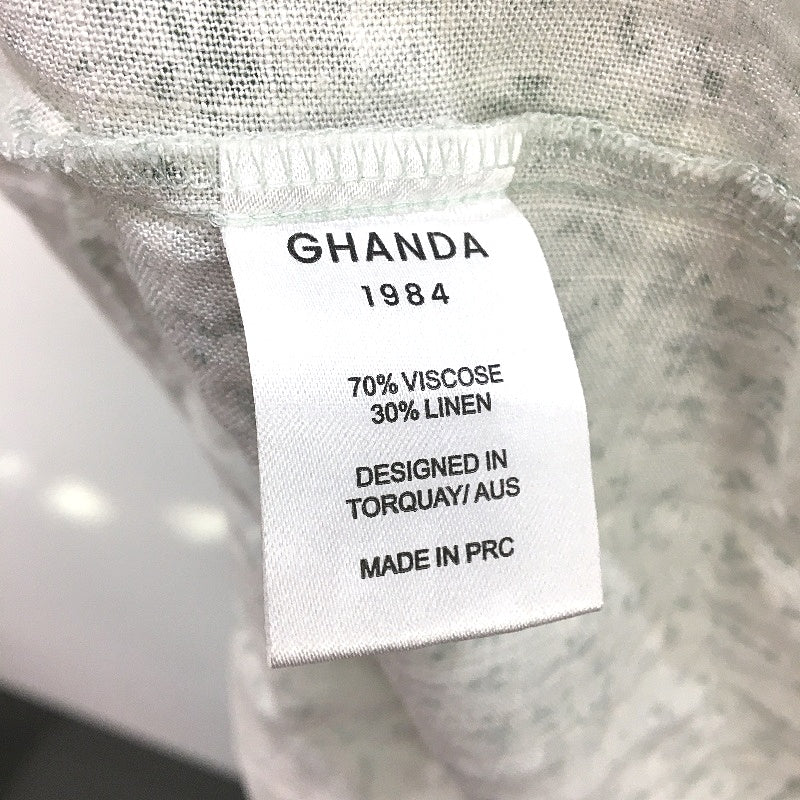 GHANDA
1984
70% VISCOSE
30% LINEN
DESIGNED IN
TORQUAY/ AUS
MADE IN PRC